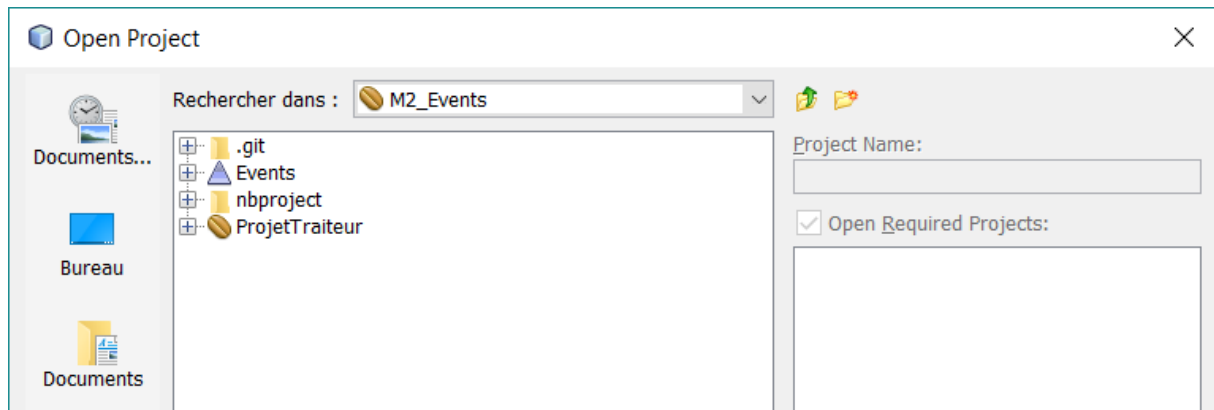 Open Project
Rechercher dans :
M2_Events
Documents...
Bureau
Documents
.git
Events
nbproject
ProjetTraiteur
Project Name:
Open Required Projects: